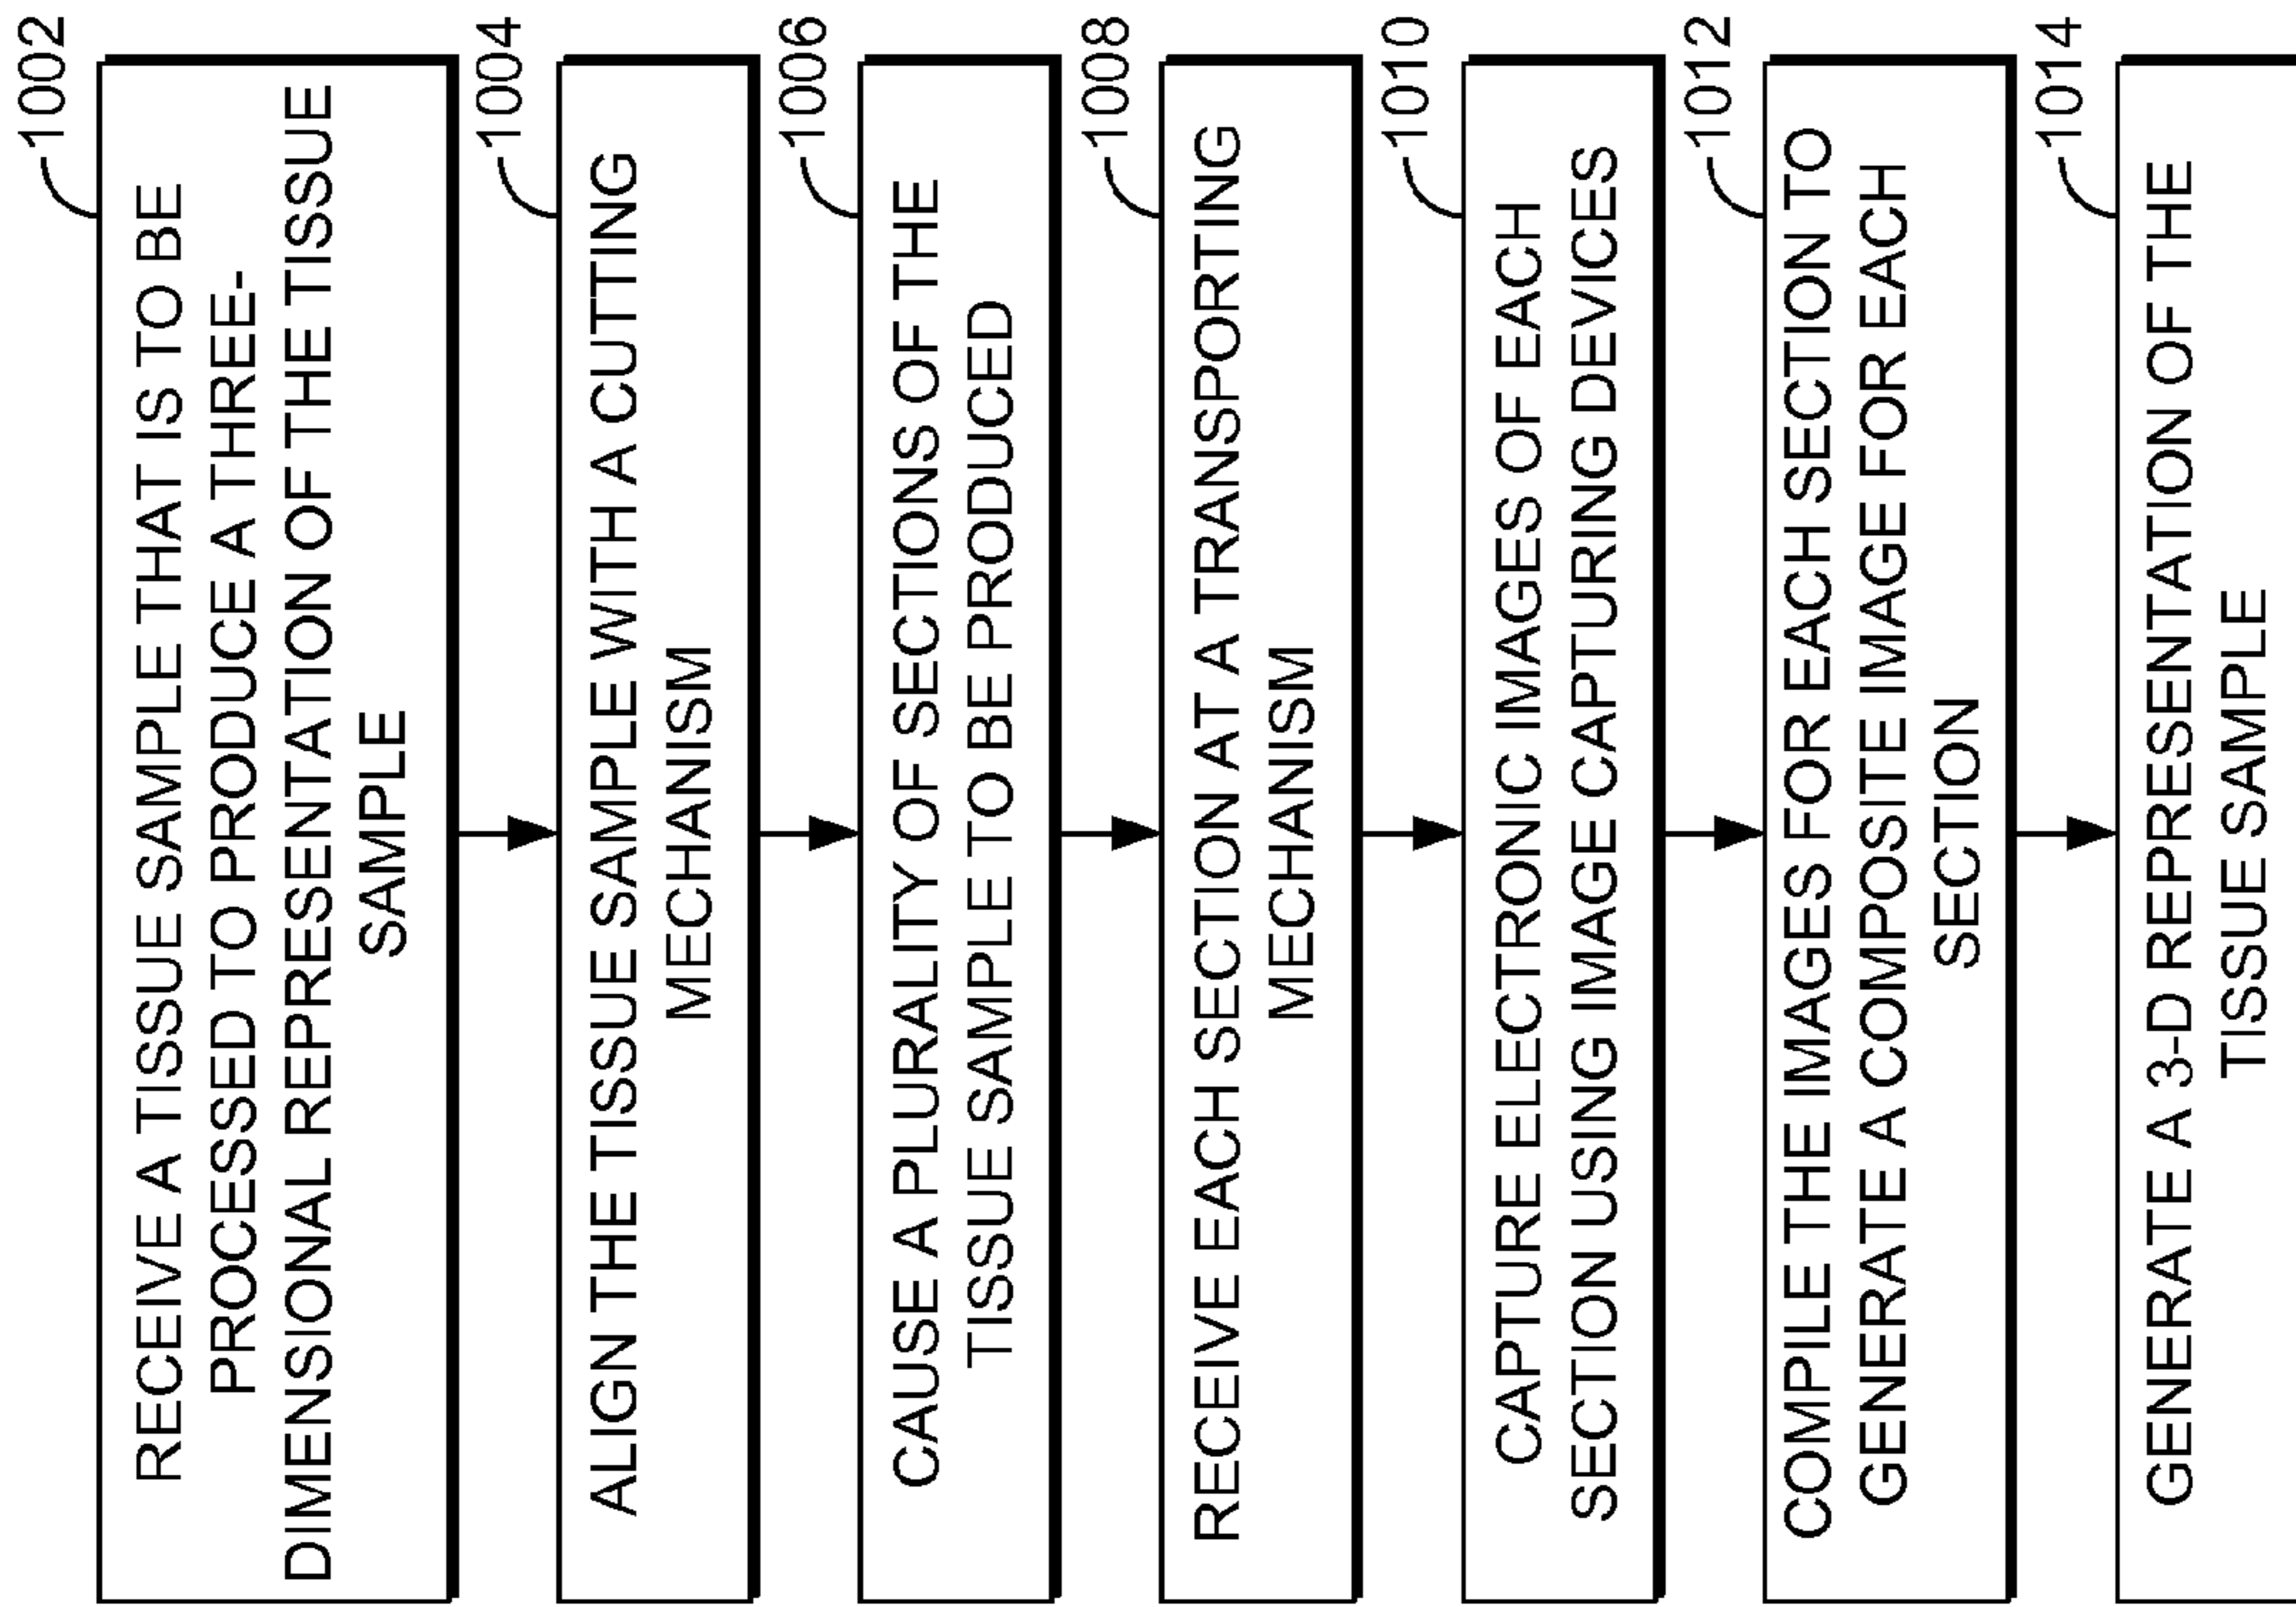 1002
RECEIVE A TISSUE SAMPLE THAT IS TO BE
PROCESSED TO PRODUCE A THREE-
DIMENSIONAL REPRESENTATION OF THE TISSUE
SAMPLE
1004
ALIGN THE TISSUE SAMPLE WITH A CUTTING
MECHANISM
1006
CAUSE A PLURALITY OF SECTIONS OF THE
TISSUE SAMPLE TO BE PRODUCED
1008
RECEIVE EACH SECTION AT A TRANSPORTING
MECHANISM
1010
CAPTURE ELECTRONIC IMAGES OF EACH
SECTION USING IMAGE CAPTURING DEVICES
1012
COMPILE THE IMAGES FOR EACH SECTION TO
GENERATE A COMPOSITE IMAGE FOR EACH
SECTION
1014
GENERATE A 3-D REPRESENTATION OF THE
TISSUE SAMPLE